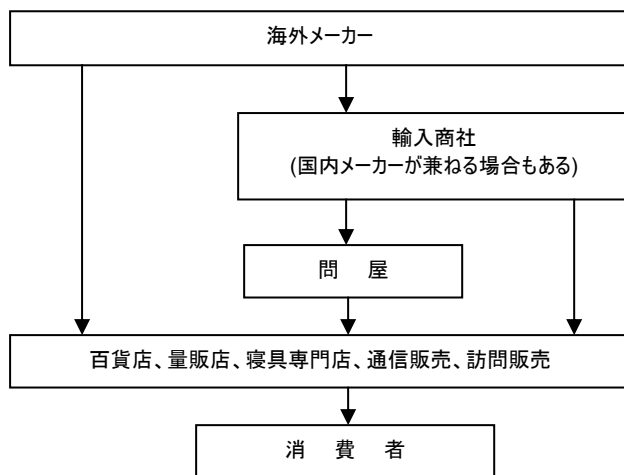 海外メーカー
輸入商社
(国内メーカーが兼ねる場合もある)
問　屋
百貨店、量販店、寝具専門店、通信販売、訪問販売
消　費　者